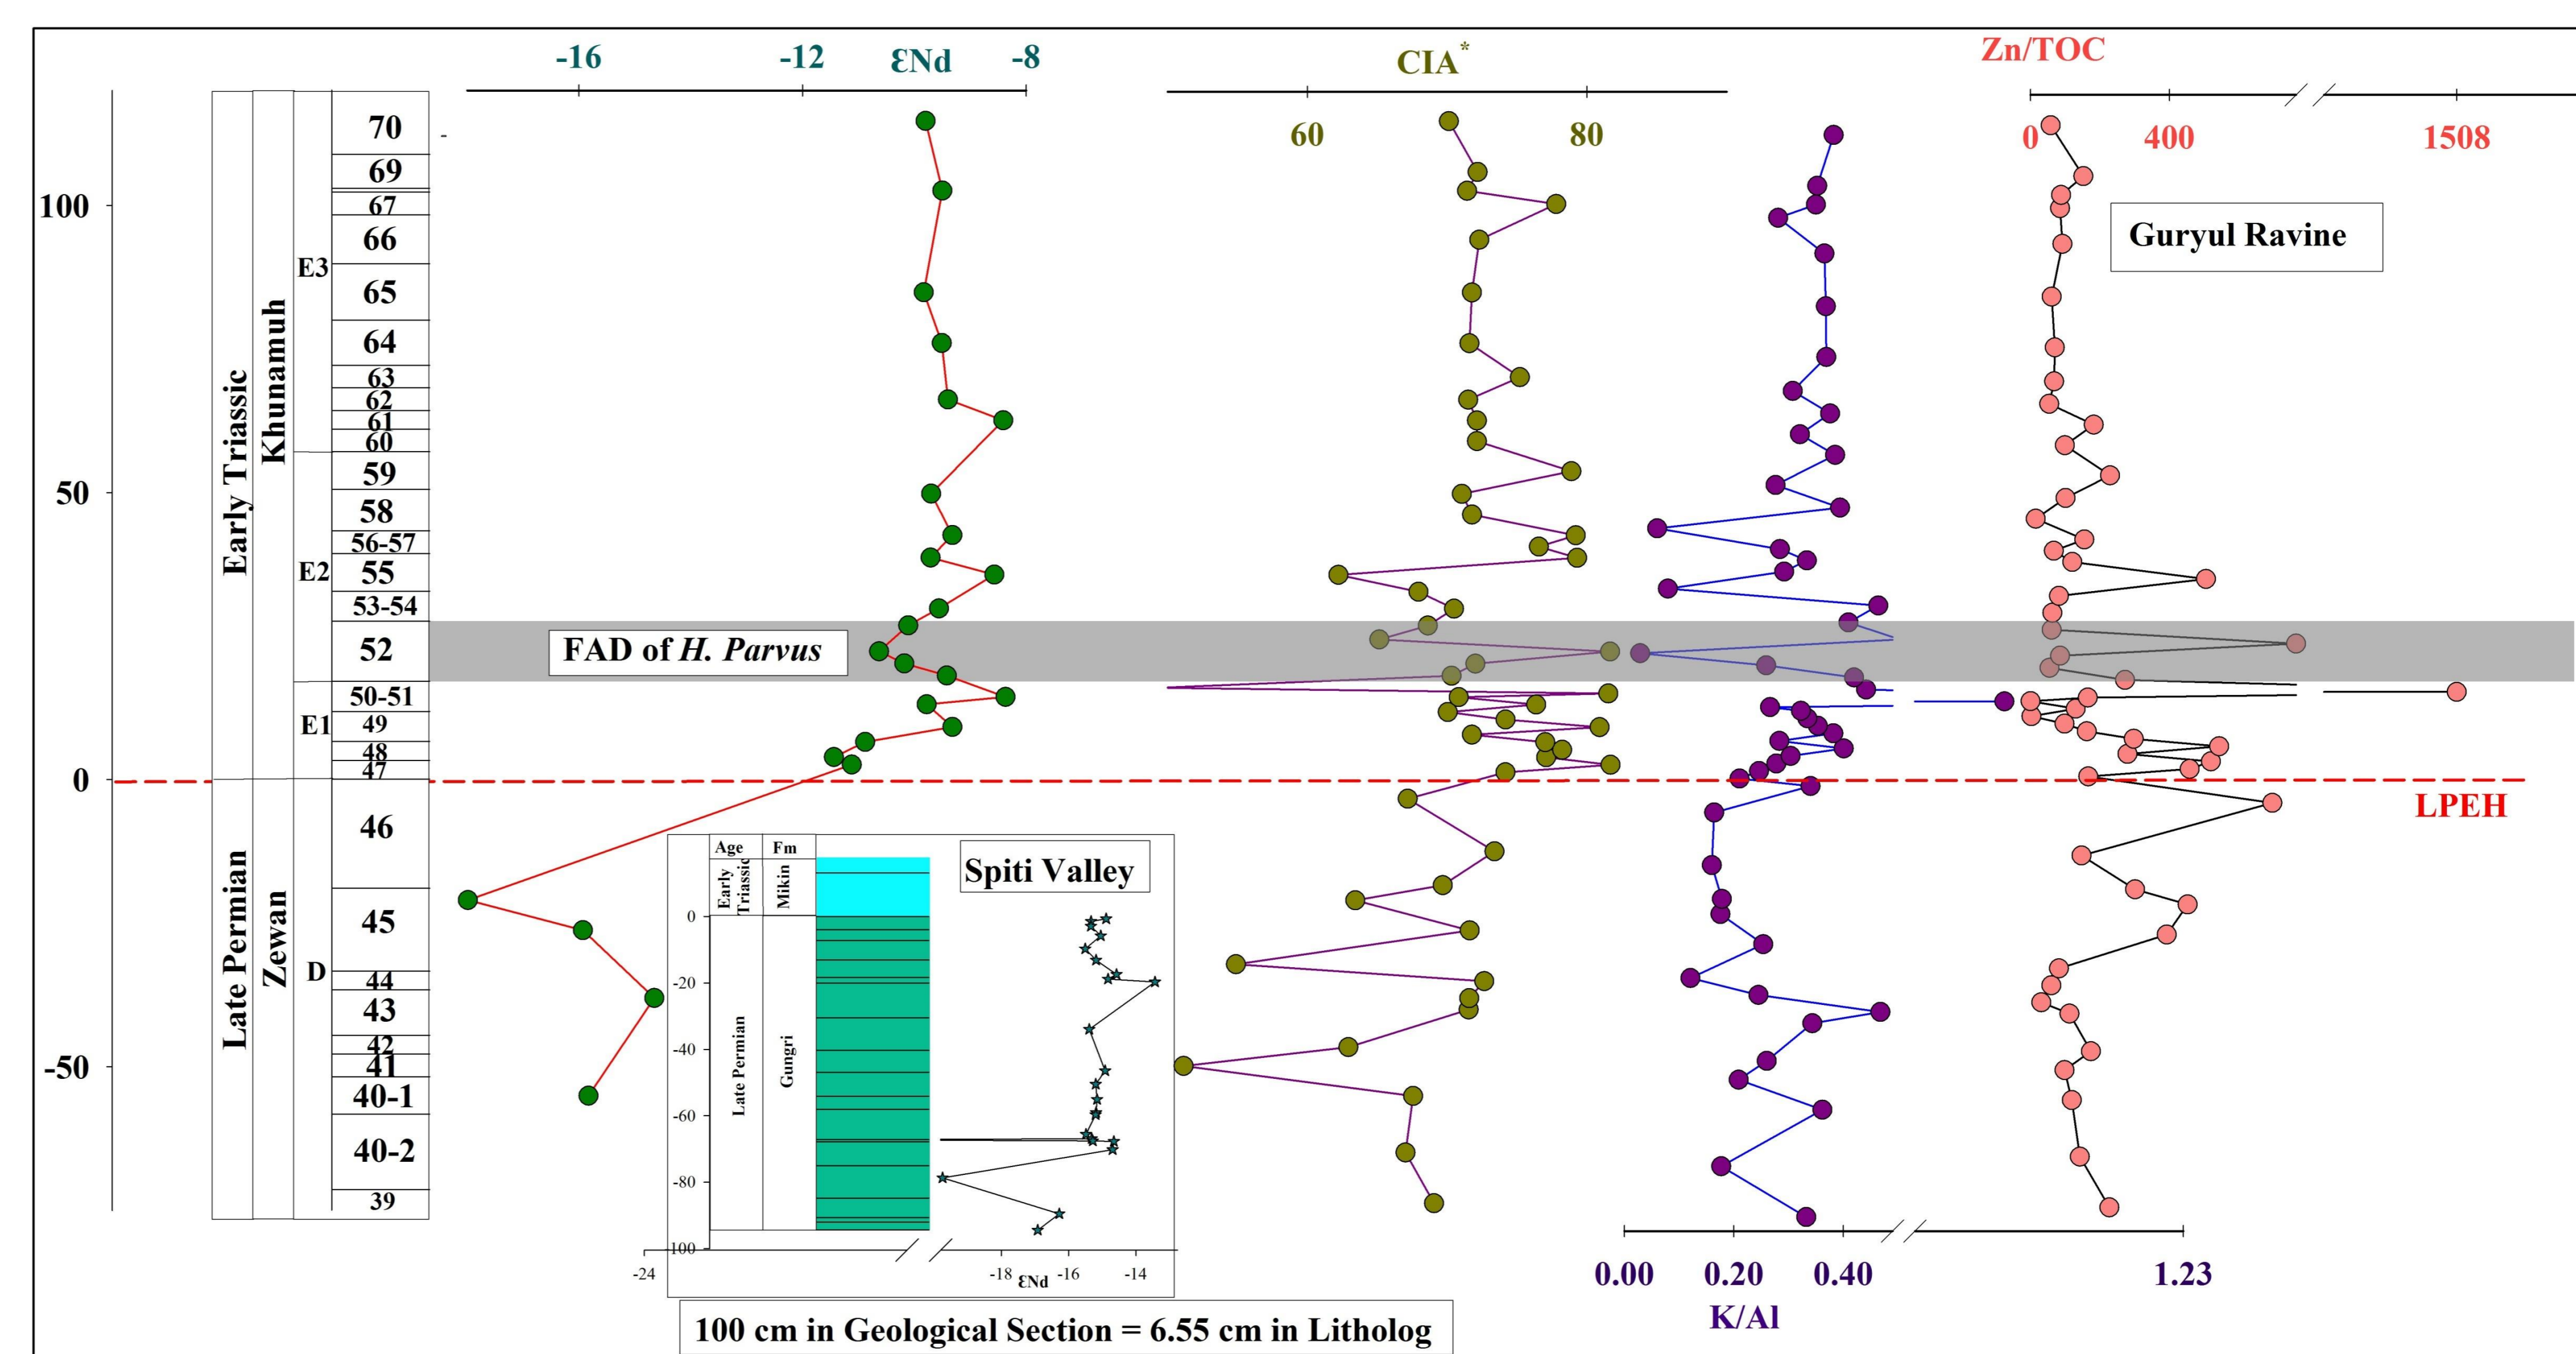 -16 -12 ƐNd -8 CIA* Zn/TOC
60 80 0 400 1508
100
50
0
-50
Early Triassic
Late Permian
Khunamuh
Zewan
E3
E2
E1
D
70
69
67
66
65
64
63
62
61
60
59
58
56-57
55
53-54
52
50-51
49
48
47
46
45
44
43
42
41
40-1
40-2
39
Guryul Ravine
FAD of H. Parvus
LPEH
Age Fm
Early Triassic
Mikin
Late Permian
Gungri
Spiti Valley
0
-20
-40
-60
-80
-100
-24 -18 ƐNd -16 -14
0.00 0.20 0.40 1.23
K/Al
100 cm in Geological Section = 6.55 cm in Litholog